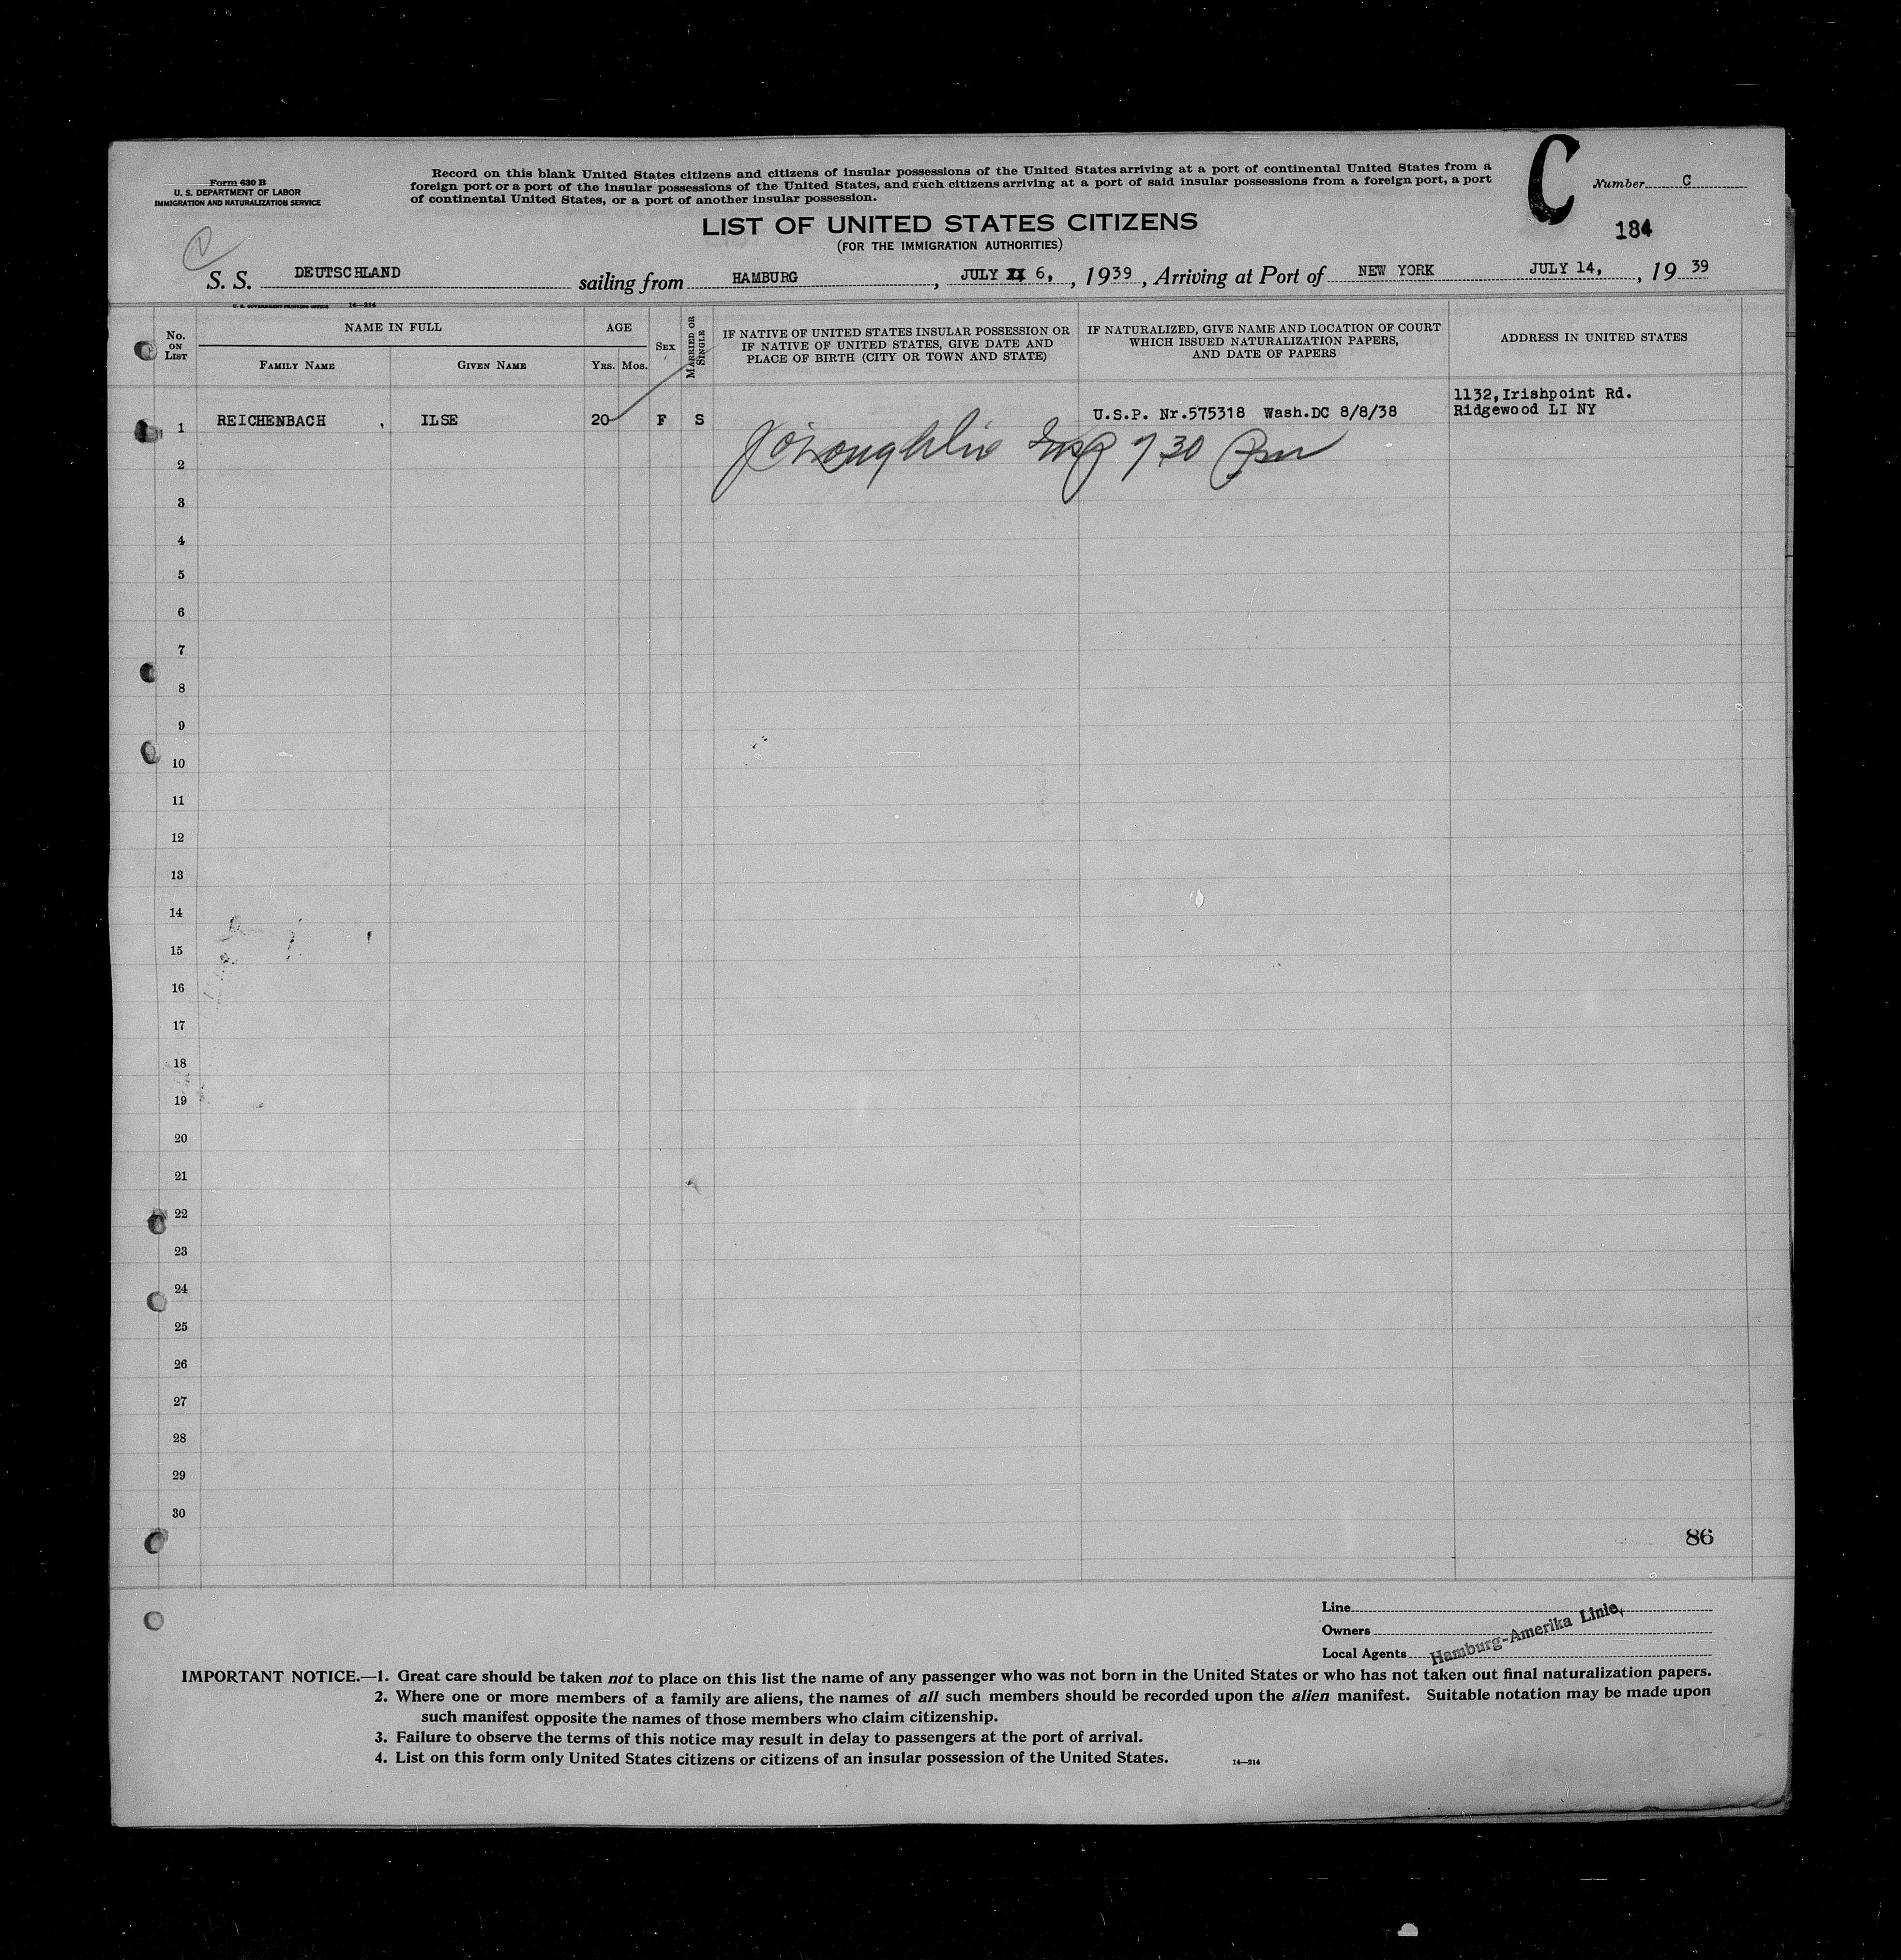 Form 630 B
U. S. DEPARTMENT OF LABOR
IMMIGRATION AND NATURALIZATION SERVICE
Record on this blank United States citizens and citizens of insular possessions of the United States arriving at a port of continental United States from a
foreign port or a port of the insular possessions of the United States, and such citizens arriving at a port of said insular possessions from a foreign port, a port
of continental United States, or a port of another insular possession.
C
Number C
184
LIST OF UNITED STATES CITIZENS
(FOR THE IMMIGRATION AUTHORITIES)
S. S. DEUTSCHLAND sailing from HAMBURG, JULY 6, , 1939, Arriving at Port of NEW YORK JULY 14, , 19 39
U. S. GOVERNMENT PRINTING OFFICE 14—214
No. ON LIST
NAME IN FULL
FAMILY NAME
GIVEN NAME
AGE
YRS. MOS.
SEX
MARRIED OR SINGLE
IF NATIVE OF UNITED STATES INSULAR POSSESSION OR
IF NATIVE OF UNITED STATES, GIVE DATE AND
PLACE OF BIRTH (CITY OR TOWN AND STATE)
IF NATURALIZED, GIVE NAME AND LOCATION OF COURT
WHICH ISSUED NATURALIZATION PAPERS,
AND DATE OF PAPERS
ADDRESS IN UNITED STATES
1132,Irishpoint Rd.
1 REICHENBACH , ILSE 20 F S U.S.P. Nr.575318 Wash.DC 8/8/38 Ridgewood LI NY
2 J O'Loughlin Insp 7 30
3
4
5
6
7
8
9
10
11
12
13
14
15
16
17
18
19
20
21
22
23
24
25
26
27
28
29
30
86
Line
Owners
Local Agents Hamburg-Amerika Linie,
IMPORTANT NOTICE.—1. Great care should be taken not to place on this list the name of any passenger who was not born in the United States or who has not taken out final naturalization papers.
2. Where one or more members of a family are aliens, the names of all such members should be recorded upon the alien manifest. Suitable notation may be made upon
such manifest opposite the names of those members who claim citizenship.
3. Failure to observe the terms of this notice may result in delay to passengers at the port of arrival.
4. List on this form only United States citizens or citizens of an insular possession of the United States. 14—214